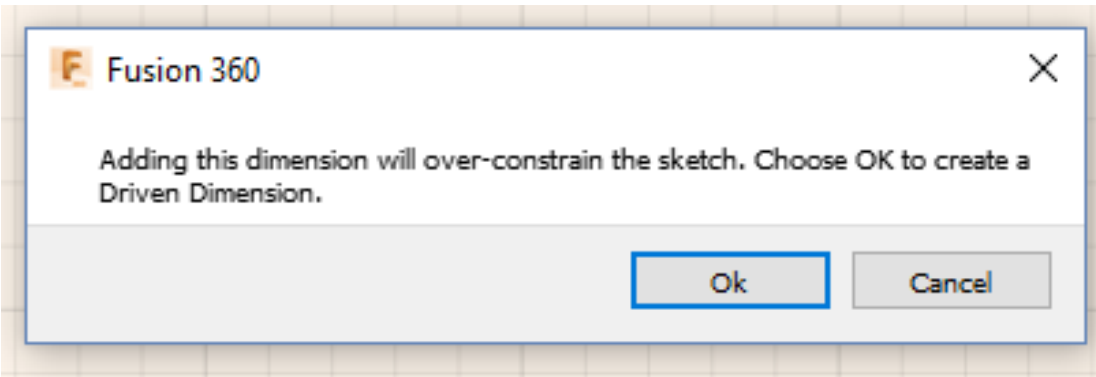 Fusion 360
Adding this dimension will over-constrain the sketch. Choose OK to create a
Driven Dimension.
Ok
Cancel